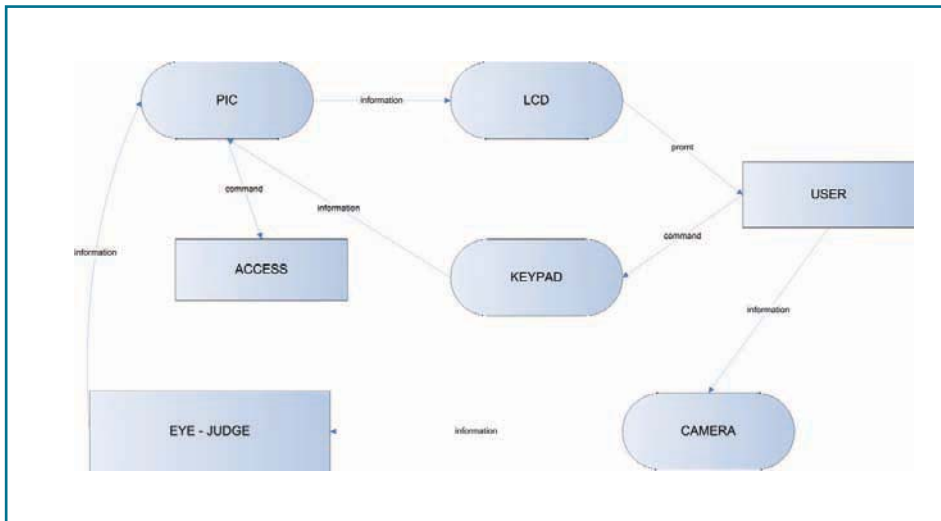 PIC
information
LCD
promt
USER
command
information
command
information
ACCESS
KEYPAD
information
EYE - JUDGE
information
CAMERA